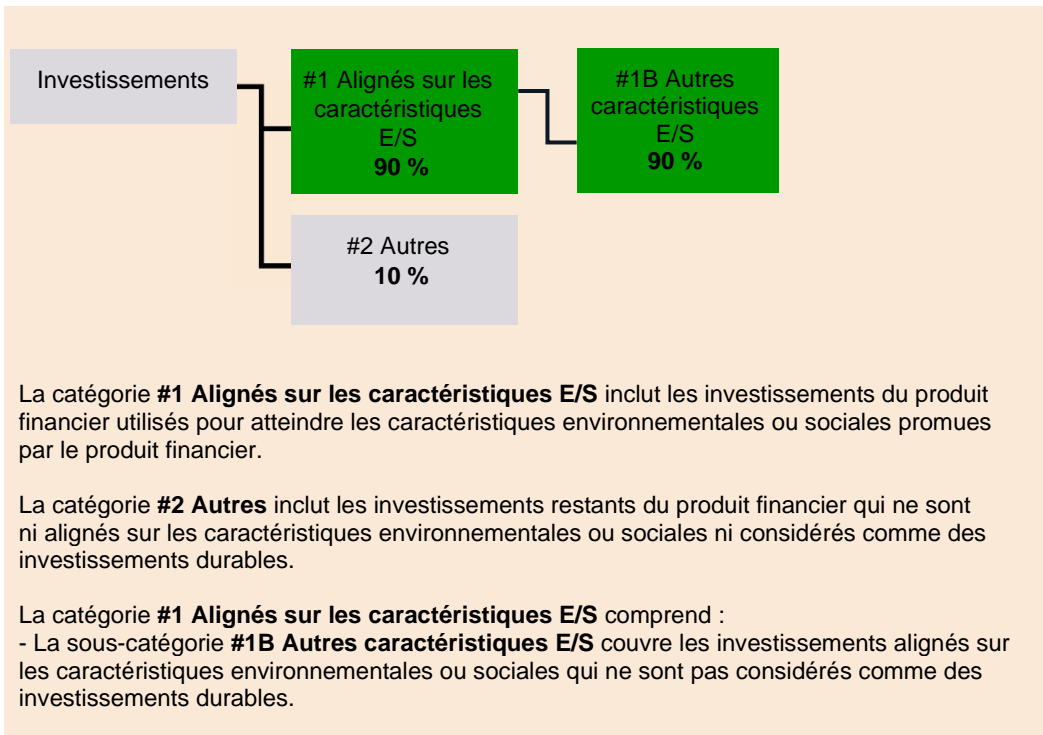 Investissements
#1 Alignés sur les
caractéristiques
E/S
90 %
#1B Autres
caractéristiques
E/S
90 %
#2 Autres
10 %
La catégorie #1 Alignés sur les caractéristiques E/S inclut les investissements du produit
financier utilisés pour atteindre les caractéristiques environnementales ou sociales promues
par le produit financier.
La catégorie #2 Autres inclut les investissements restants du produit financier qui ne sont
ni alignés sur les caractéristiques environnementales ou sociales ni considérés comme des
investissements durables.
La catégorie #1 Alignés sur les caractéristiques E/S comprend :
- La sous-catégorie #1B Autres caractéristiques E/S couvre les investissements alignés sur
les caractéristiques environnementales ou sociales qui ne sont pas considérés comme des
investissements durables.